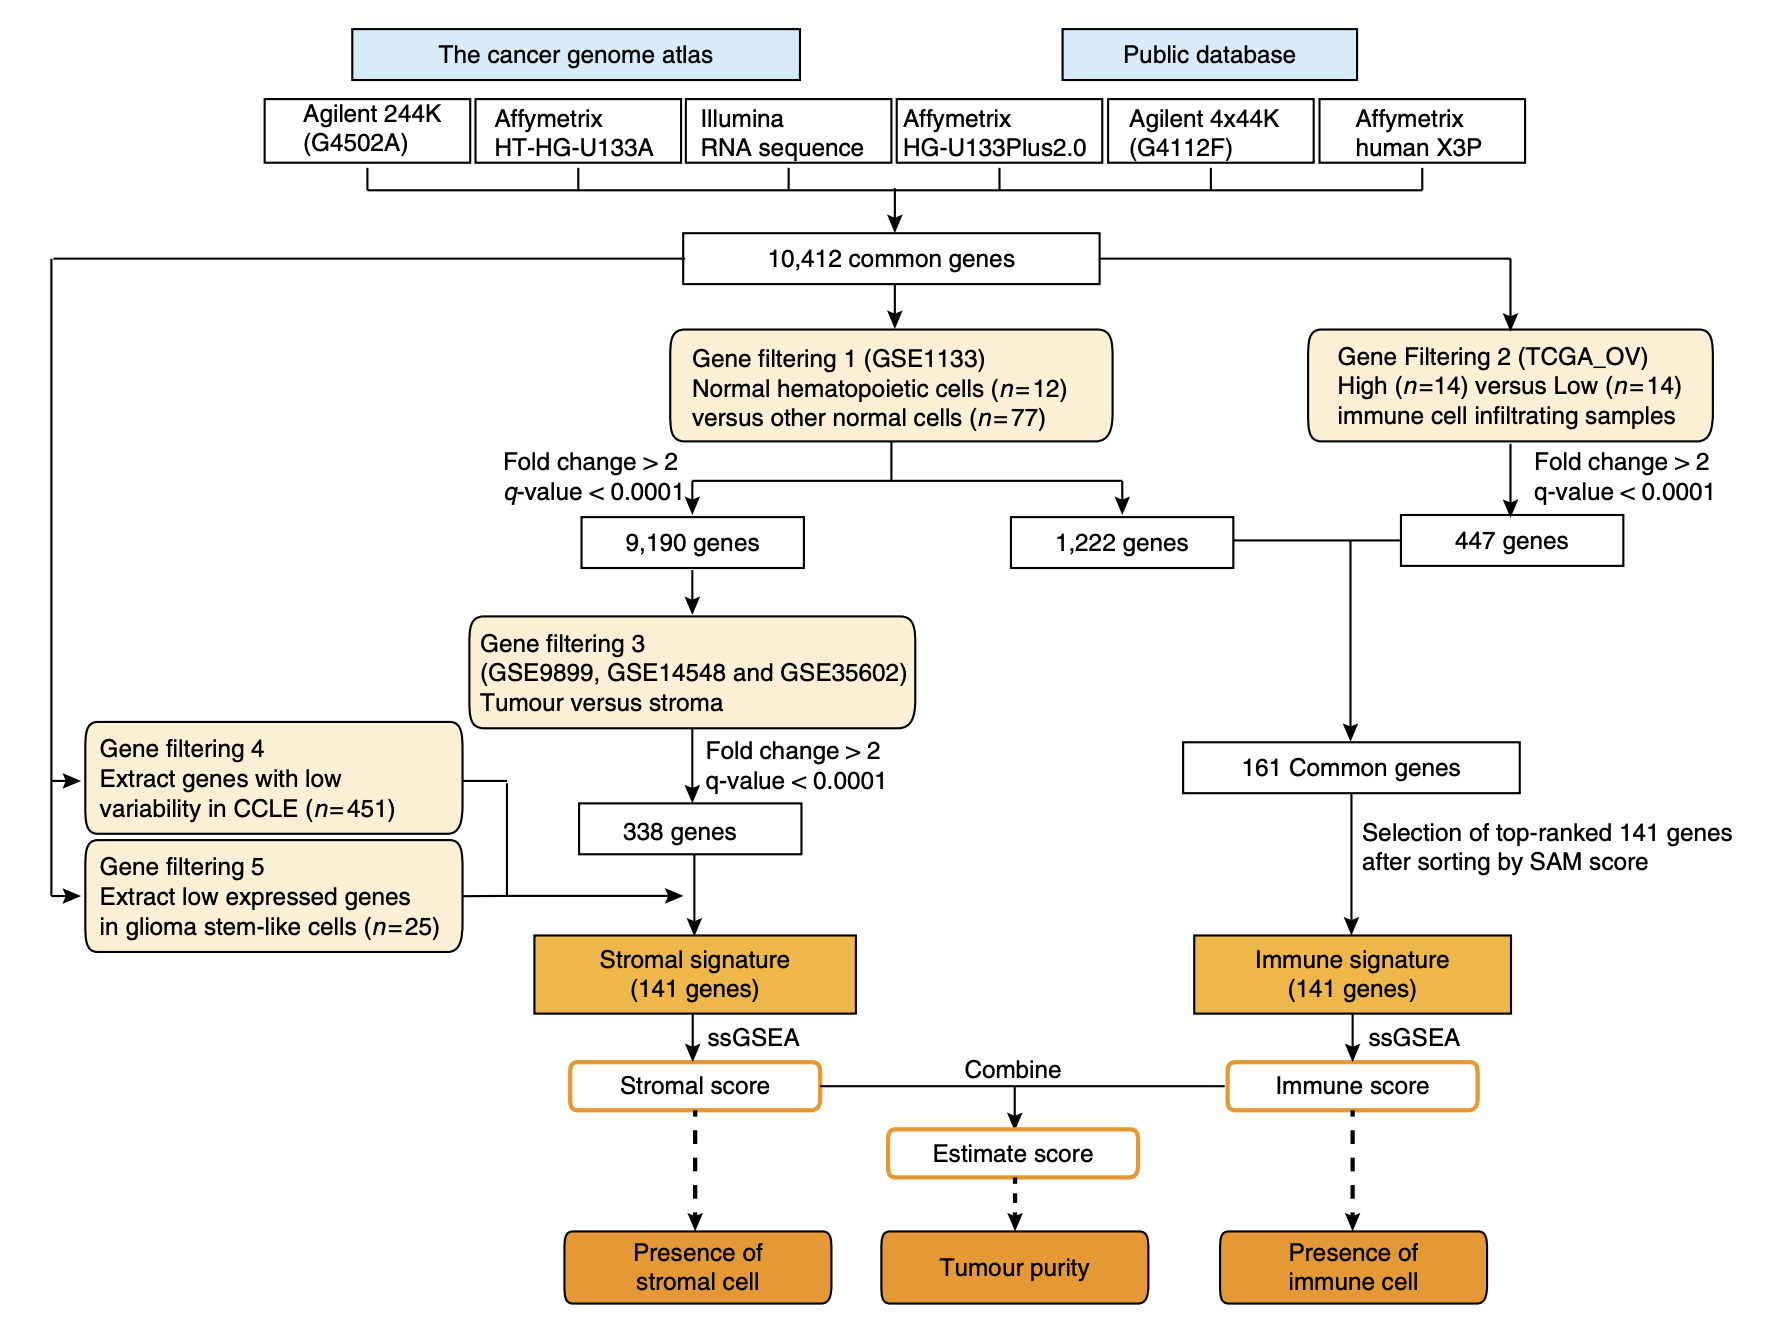 The cancer genome atlas
Public database
Agilent 244K
(G4502A)
Affymetrix
HT-HG-U133A
Illumina
RNA sequence
Affymetrix
HG-U133Plus2.0
Agilent 4x44K
(G4112F)
Affymetrix
human X3P
10,412 common genes
Gene filtering 1 (GSE1133)
Normal hematopoietic cells (n=12)
versus other normal cells (n=77)
Gene Filtering 2 (TCGA_OV)
High (n=14) versus Low (n=14)
immune cell infiltrating samples
Fold change > 2
q-value < 0.0001
Fold change > 2
q-value < 0.0001
9,190 genes
1,222 genes
447 genes
Gene filtering 3
(GSE9899, GSE14548 and GSE35602)
Tumour versus stroma
Gene filtering 4
Extract genes with low
variability in CCLE (n=451)
Fold change > 2
q-value < 0.0001
161 Common genes
338 genes
Selection of top-ranked 141 genes
after sorting by SAM score
Gene filtering 5
Extract low expressed genes
in glioma stem-like cells (n=25)
Stromal signature
(141 genes)
Immune signature
(141 genes)
ssGSEA
ssGSEA
Stromal score
Combine
Immune score
Estimate score
Presence of
stromal cell
Tumour purity
Presence of
immune cell